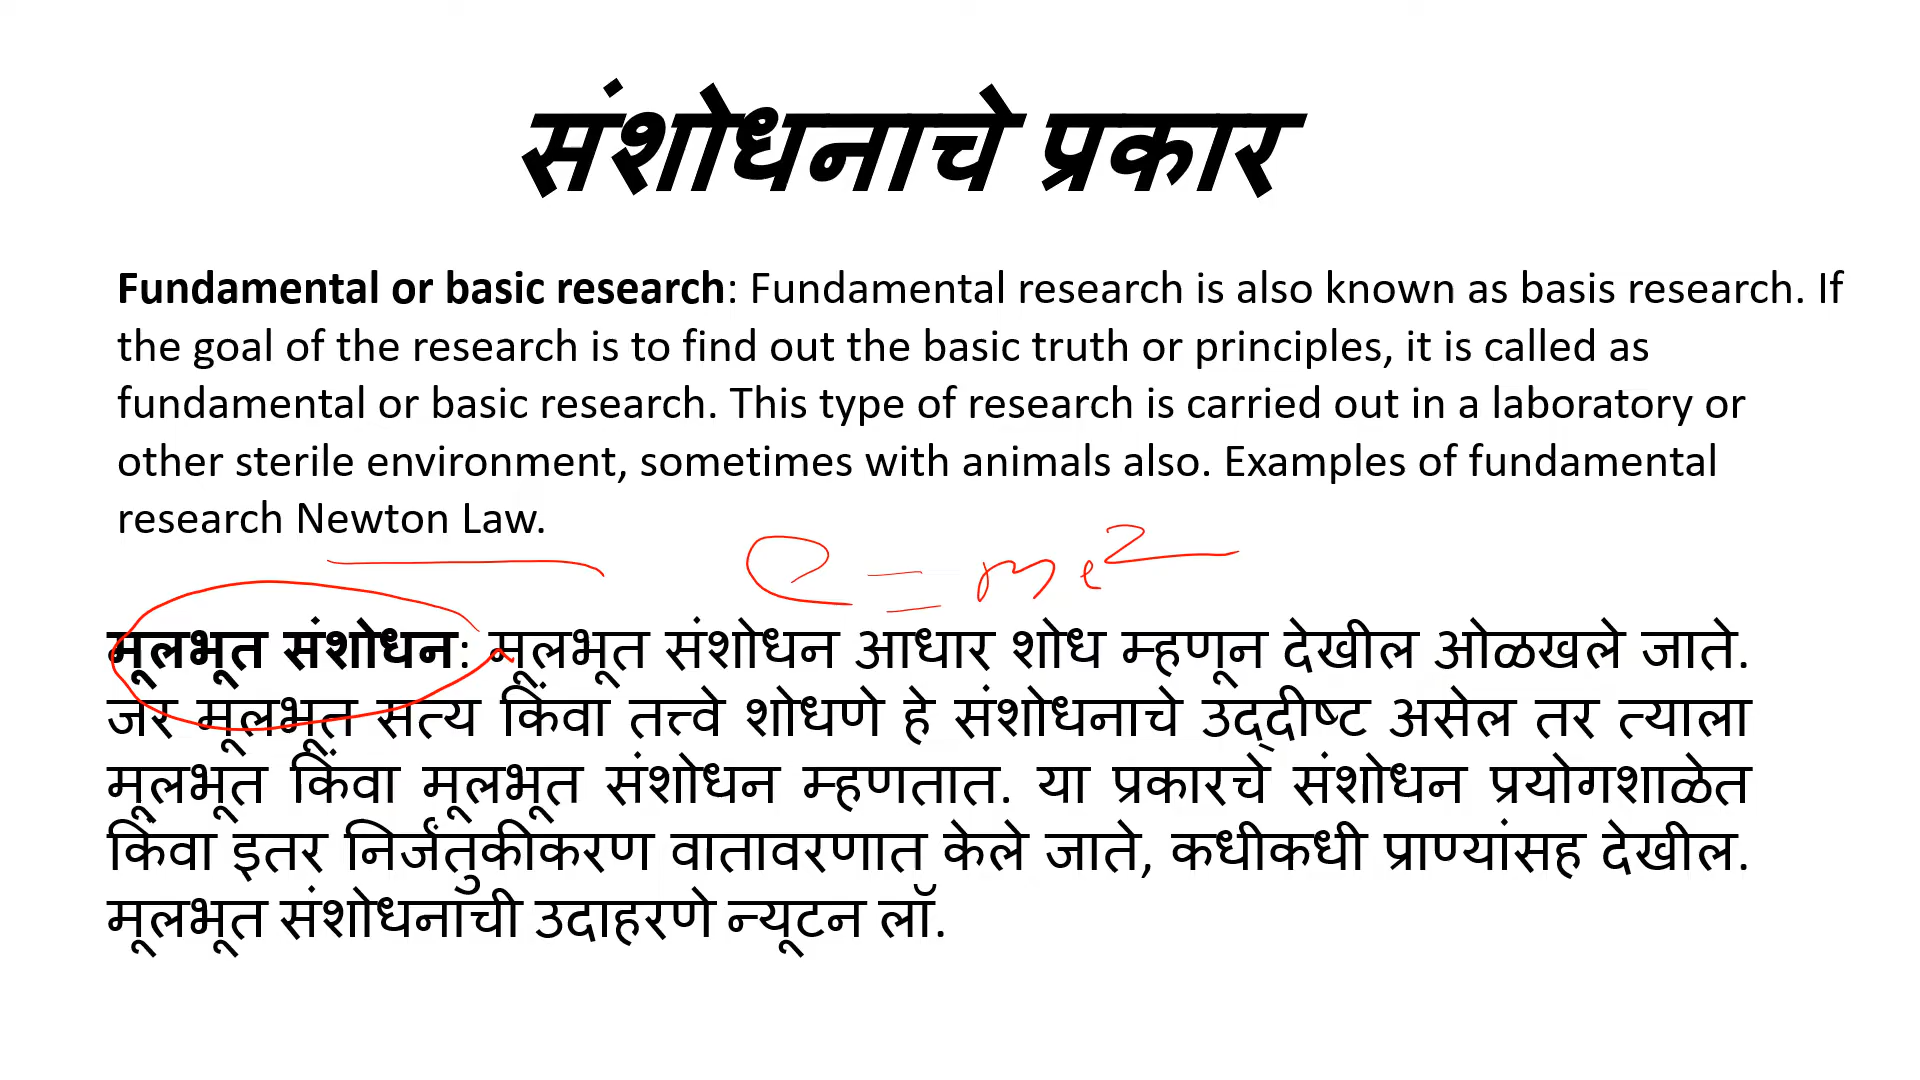 संशोधनाचे प्रकार
Fundamental or basic research: Fundamental research is also known as basis research. If
the goal of the research is to find out the basic truth or principles, it is called as
fundamental or basic research. This type of research is carried out in a laboratory or
other sterile environment, sometimes with animals also. Examples of fundamental
research Newton Law.
e = mc²
मूलभूत संशोधन: मूलभूत संशोधन आधार शोध म्हणून देखील ओळखले जाते.
जर मूलभूत सत्य किंवा तत्त्वे शोधणे हे संशोधनाचे उद्दीष्ट असेल तर त्याला
मूलभूत किंवा मूलभूत संशोधन म्हणतात. या प्रकारचे संशोधन प्रयोगशाळेत
किंवा इतर निर्जंतुकीकरण वातावरणात केले जाते, कधीकधी प्राण्यांसह देखील.
मूलभूत संशोधनाची उदाहरणे न्यूटन लॉ.